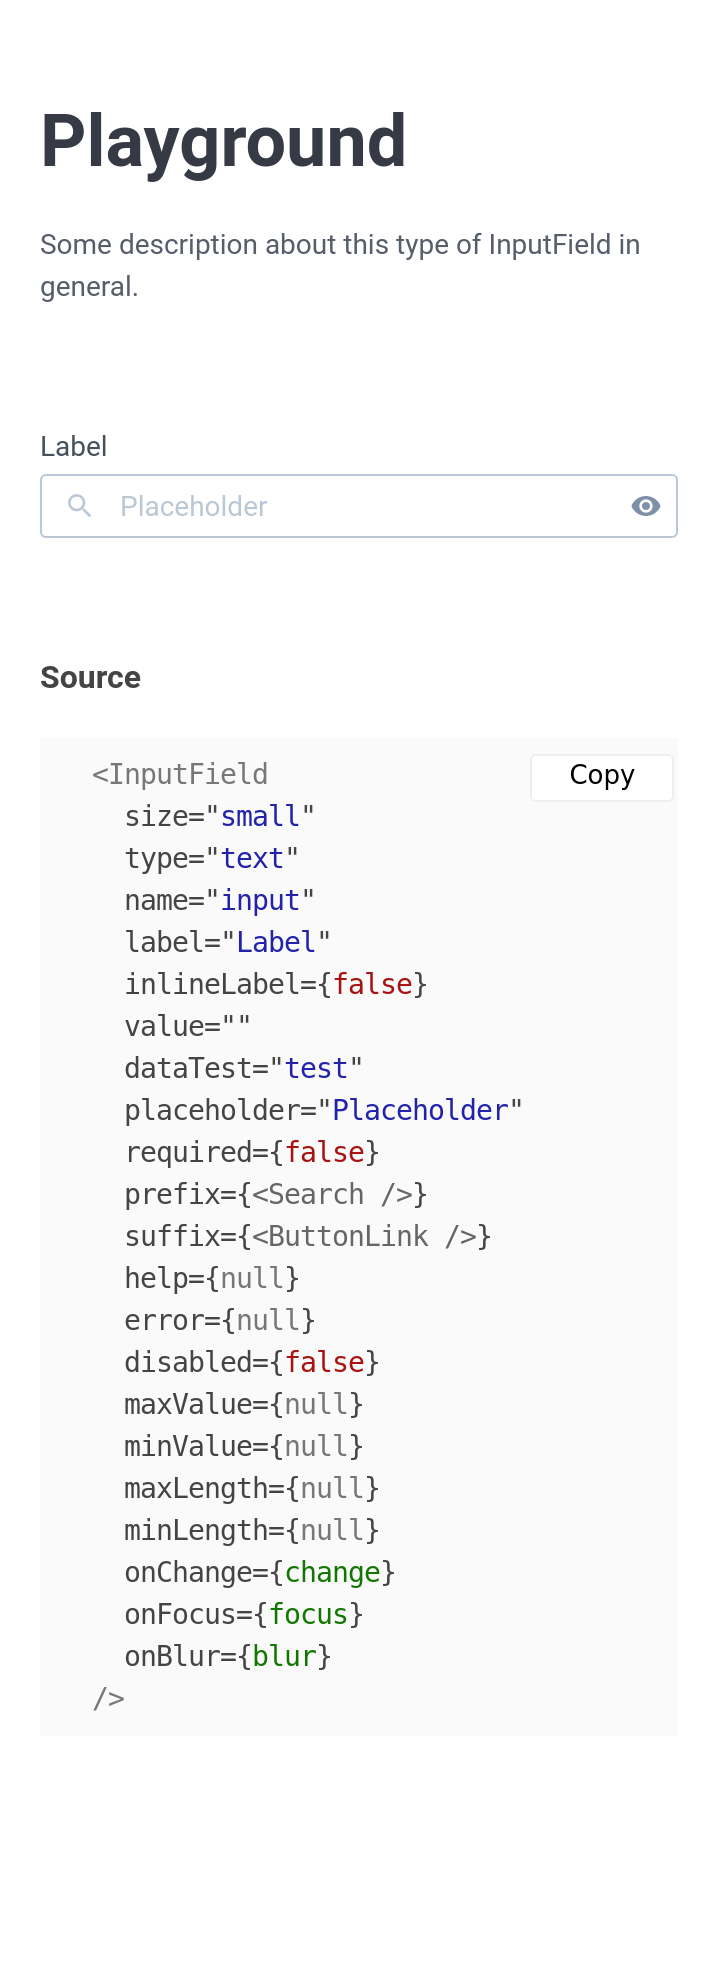 Playground
Some description about this type of InputField in
general.
Label
Placeholder
Source
Copy
<InputField
  size="small"
  type="text"
  name="input"
  label="Label"
  inlineLabel={false}
  value=""
  dataTest="test"
  placeholder="Placeholder"
  required={false}
  prefix={<Search />}
  suffix={<ButtonLink />}
  help={null}
  error={null}
  disabled={false}
  maxValue={null}
  minValue={null}
  maxLength={null}
  minLength={null}
  onChange={change}
  onFocus={focus}
  onBlur={blur}
/>